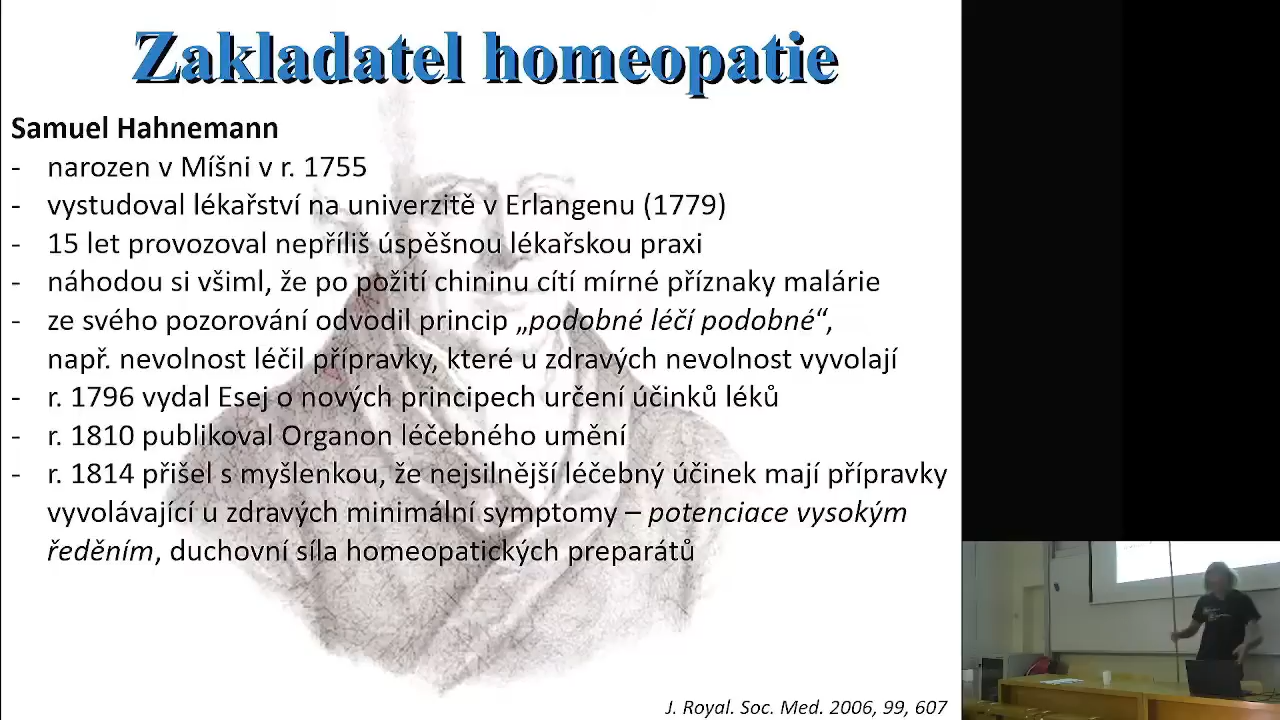 Zakladatel homeopatie
Samuel Hahnemann
- narozen v Míšni v r. 1755
- vystudoval lékařství na univerzitě v Erlangenu (1779)
- 15 let provozoval nepříliš úspěšnou lékařskou praxi
- náhodou si všiml, že po požití chininu cítí mírné příznaky malárie
- ze svého pozorování odvodil princip „podobné léčí podobné“,
např. nevolnost léčil přípravky, které u zdravých nevolnost vyvolají
- r. 1796 vydal Esej o nových principech určení účinků léků
- r. 1810 publikoval Organon léčebného umění
- r. 1814 přišel s myšlenkou, že nejsilnější léčebný účinek mají přípravky
vyvolávající u zdravých minimální symptomy – potenciace vysokým
ředěním, duchovní síla homeopatických preparátů
J. Royal. Soc. Med. 2006, 99, 607